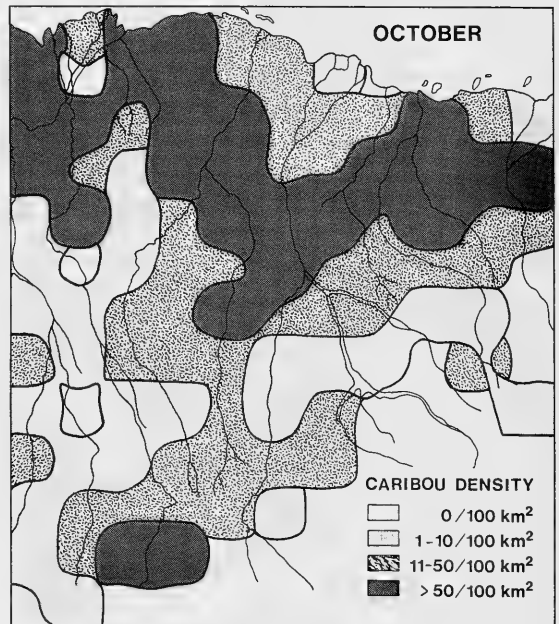 OCTOBER
CARIBOU DENSITY
0/100 km²
1-10/100 km²
11-50/100 km²
>50/100 km²